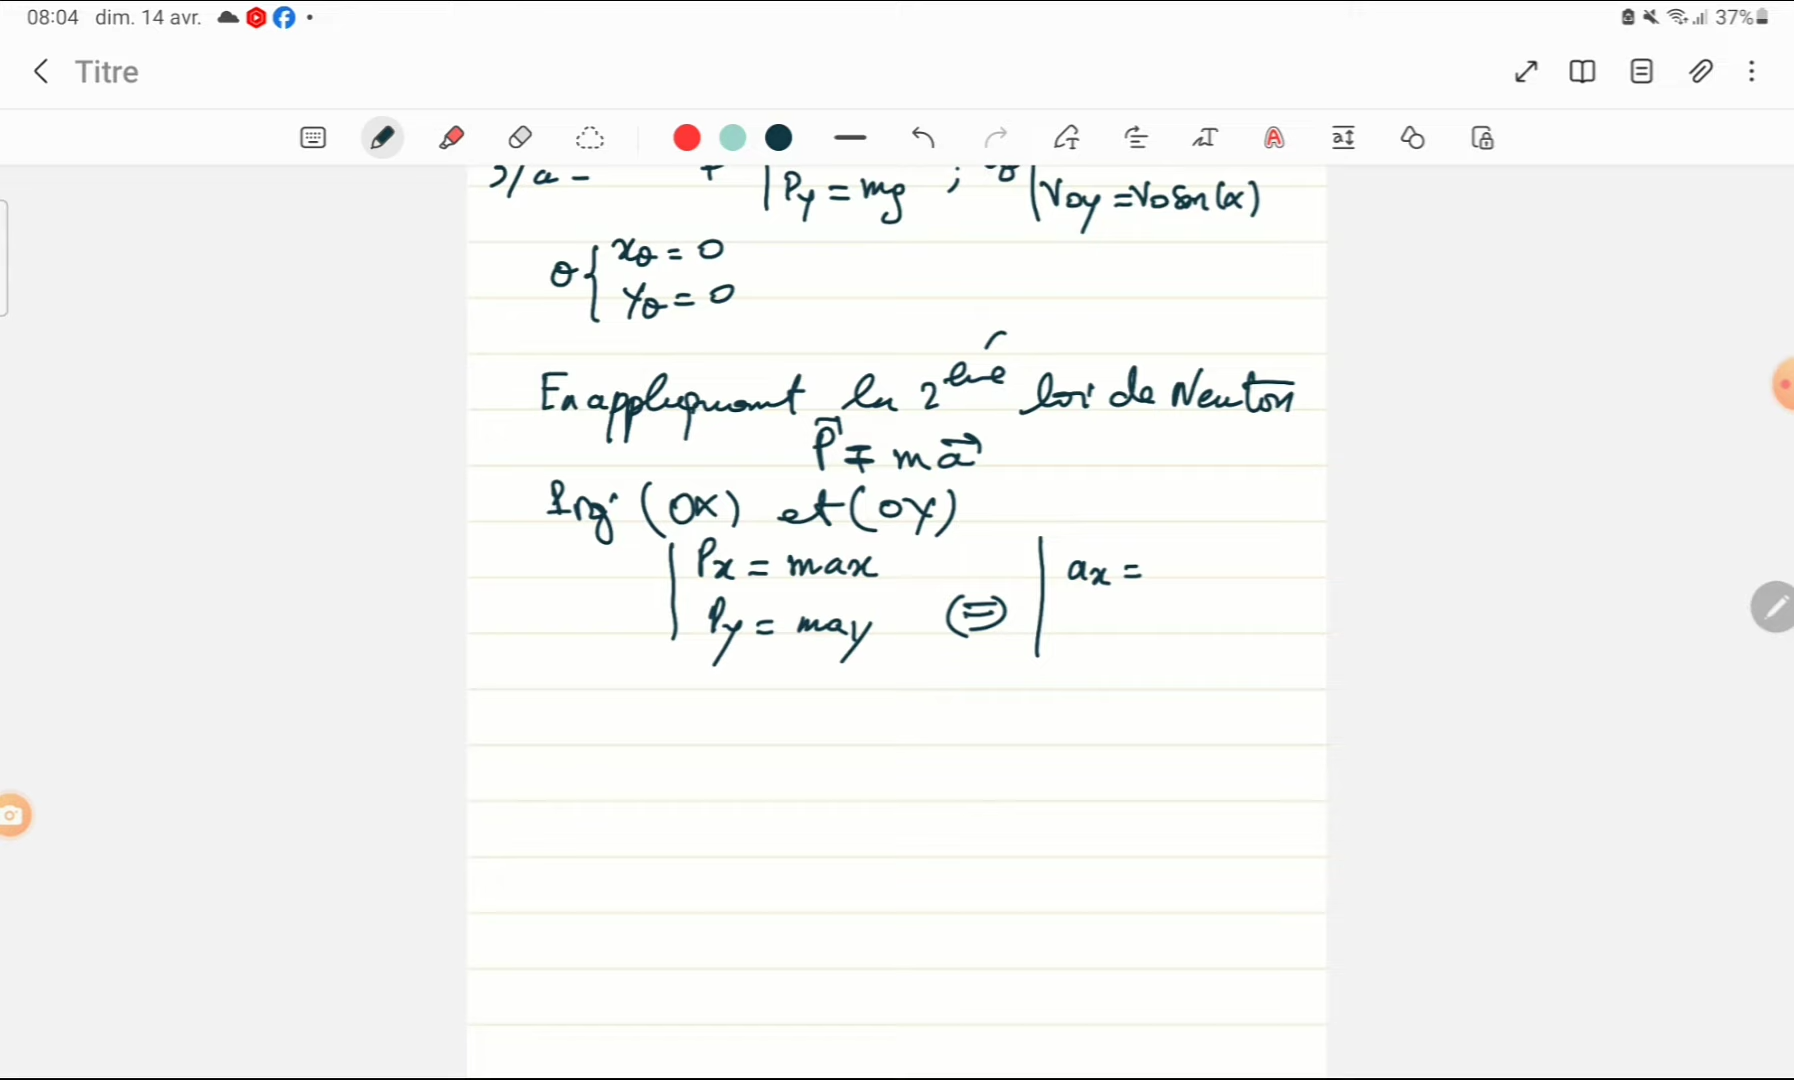 08:04 dim. 14 avr. 37%
Titre
3/a -
Py = mg ; | Voy = Vo sin(α)
O { xo = 0
yo = 0
En appliquant la 2ème loi de Newton
P = ma
Proj (OX) et (OY)
| Px = max | ax =
Py = may (=)